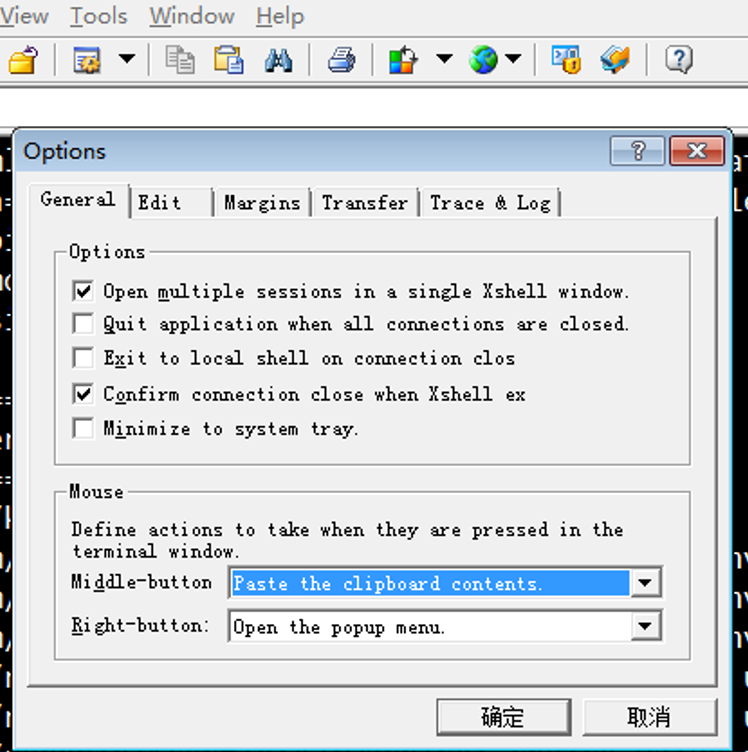 View Tools Window Help
Options
General Edit Margins Transfer Trace & Log
Options
Open multiple sessions in a single Xshell window.
Quit application when all connections are closed.
Exit to local shell on connection clos
Confirm connection close when Xshell ex
Minimize to system tray.
Mouse
Define actions to take when they are pressed in the
terminal window.
Middle-button Paste the clipboard contents.
Right-button: Open the popup menu.
确定 取消